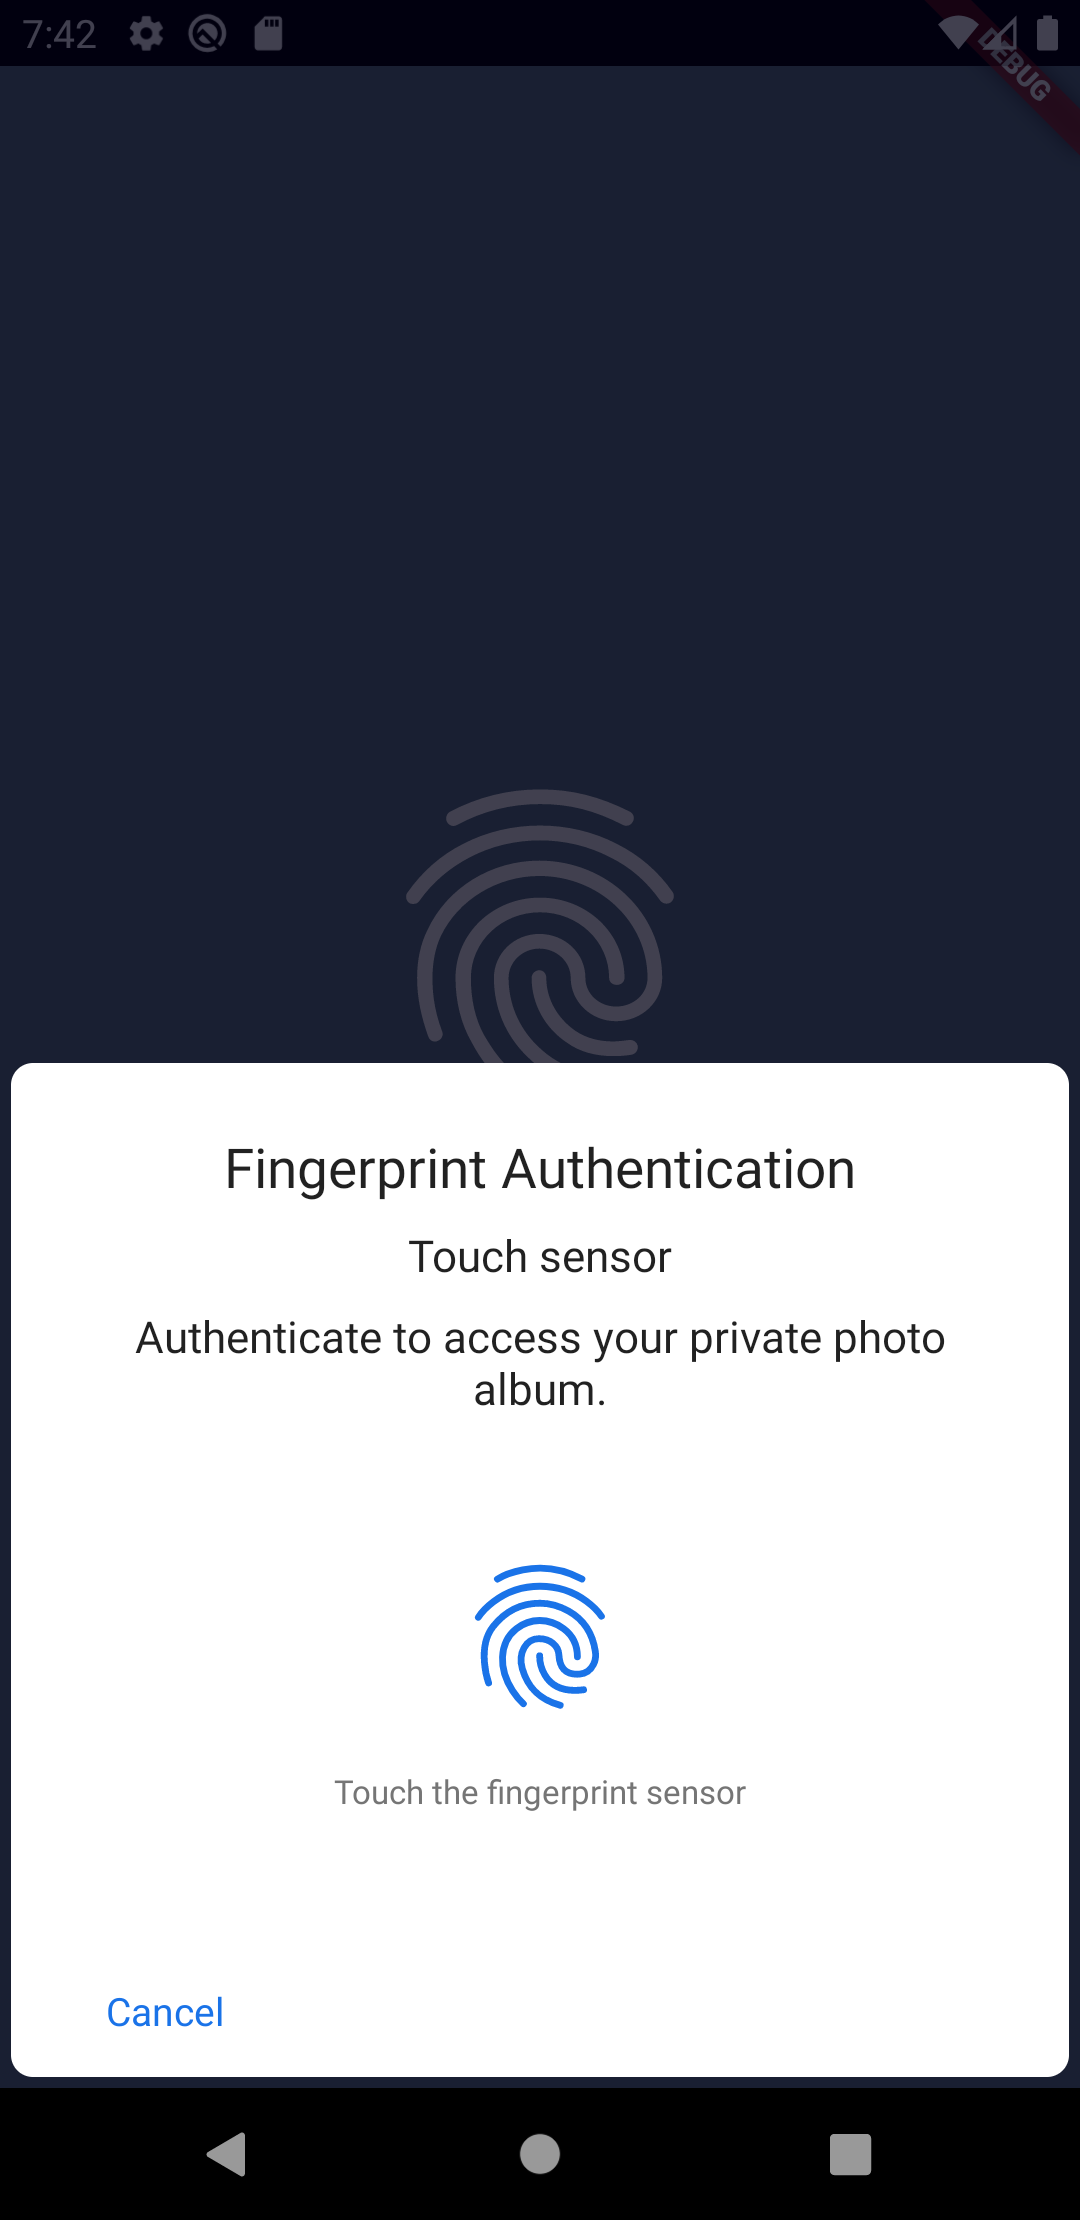 7:42
DEBUG
Fingerprint Authentication
Touch sensor
Authenticate to access your private photo
album.
Touch the fingerprint sensor
Cancel